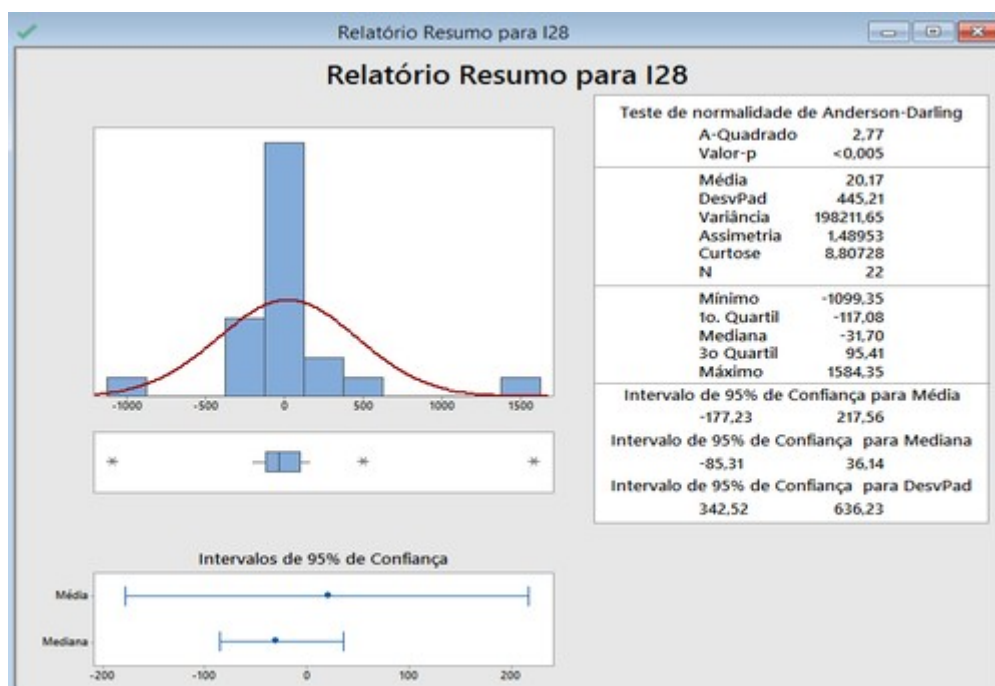 Relatório Resumo para I28
Relatório Resumo para I28
-1000 -500 0 500 1000 1500
Intervalos de 95% de Confiança
Média
Mediana
-200 -100 0 100 200
Teste de normalidade de Anderson-Darling
A-Quadrado 2,77
Valor-p <0,005
Média 20,17
DesvPad 445,21
Variância 198211,65
Assimetria 1,48953
Curtose 8,80728
N 22
Mínimo -1099,35
1o. Quartil -117,08
Mediana -31,70
3o Quartil 95,41
Máximo 1584,35
Intervalo de 95% de Confiança para Média
-177,23 217,56
Intervalo de 95% de Confiança para Mediana
-85,31 36,14
Intervalo de 95% de Confiança para DesvPad
342,52 636,23